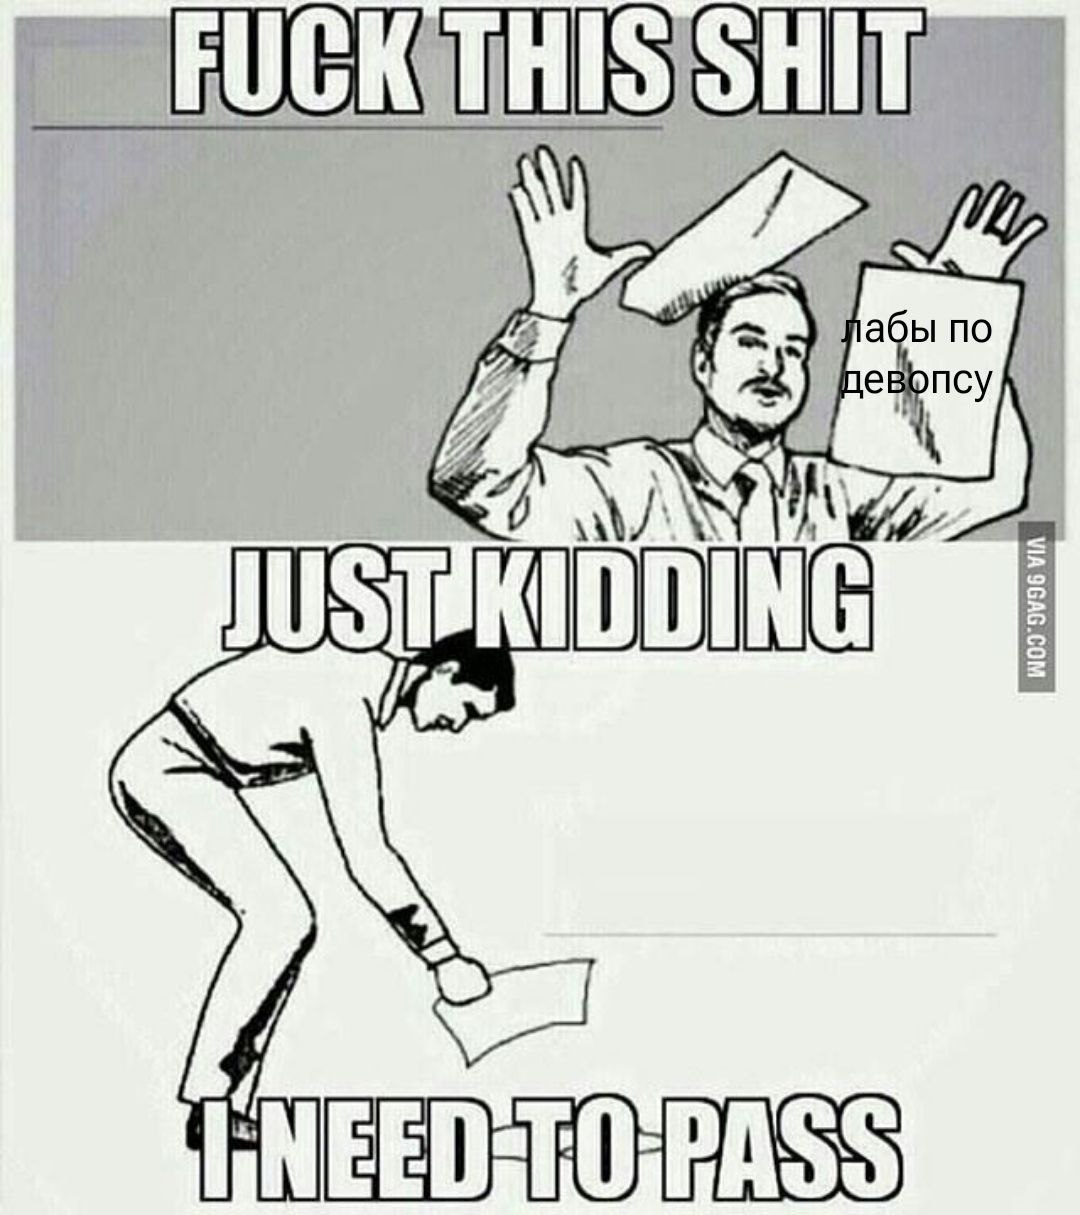 FUCK THIS SHIT
лабы по
девопсу
JUST KIDDING
VIA 9GAG.COM
I NEED TO PASS